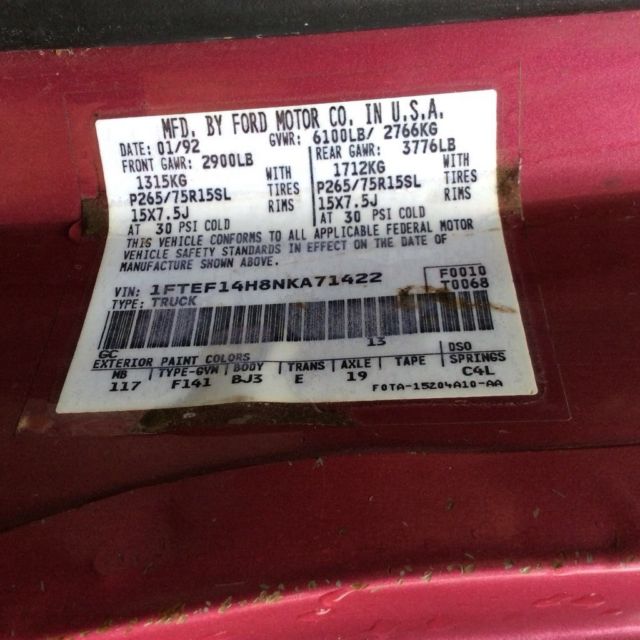 MFD. BY FORD MOTOR CO. IN U.S.A.
DATE: 01/92 GVWR: 6100LB/ 2766KG
FRONT GAWR: 2900LB REAR GAWR: 3776LB
1315KG WITH 1712KG WITH
P265/75R15SL TIRES P265/75R15SL TIRES
15X7.5J RIMS 15X7.5J RIMS
AT 30 PSI COLD AT 30 PSI COLD
THIS VEHICLE CONFORMS TO ALL APPLICABLE FEDERAL MOTOR
VEHICLE SAFETY STANDARDS IN EFFECT ON THE DATE OF
MANUFACTURE SHOWN ABOVE.
VIN: 1FTEF14H8NKA71422 F0010
TYPE: TRUCK T0068
13
GC DSO
EXTERIOR PAINT COLORS
WB TYPE-GVW BODY TRANS AXLE TAPE SPRINGS
117 F141 BJ3 E 19 C4L
F0TA-15204A10-AA